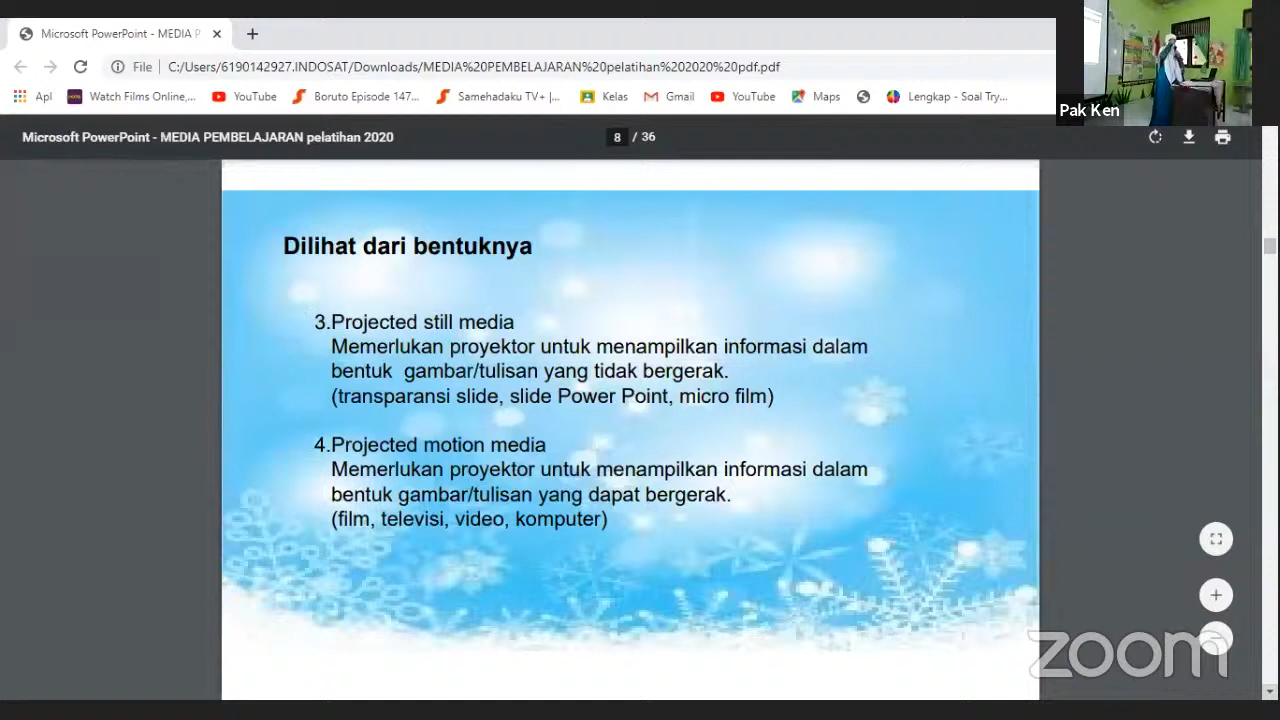 Microsoft PowerPoint - MEDIA P
File
C:/Users/6190142927.INDOSAT/Downloads/MEDIA%20PEMBELAJARAN%20pelatihan%202020%20pdf.pdf
Apl
Watch Films Online,...
YouTube
Boruto Episode 147...
Samehadaku TV+ |...
Kelas
Gmail
YouTube
Maps
Lengkap - Soal Try...
Pak Ken
Microsoft PowerPoint - MEDIA PEMBELAJARAN pelatihan 2020
8 / 36
Dilihat dari bentuknya
3.Projected still media
Memerlukan proyektor untuk menampilkan informasi dalam
bentuk gambar/tulisan yang tidak bergerak.
(transparansi slide, slide Power Point, micro film)
4.Projected motion media
Memerlukan proyektor untuk menampilkan informasi dalam
bentuk gambar/tulisan yang dapat bergerak.
(film, televisi, video, komputer)
zoom